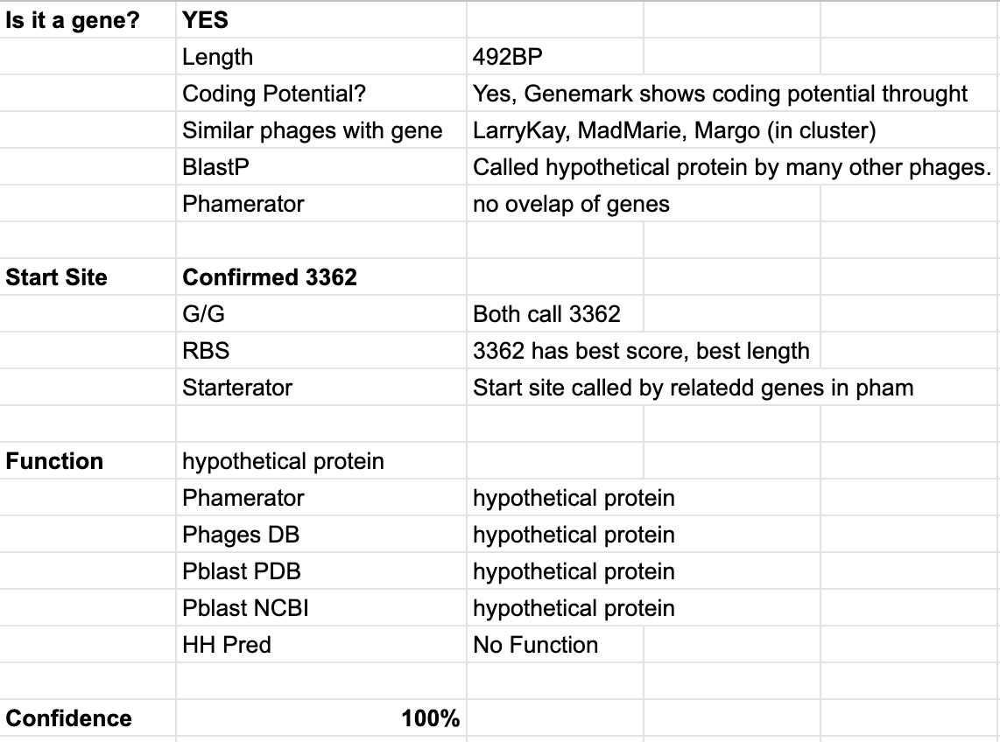 Is it a gene? YES
Length 492BP
Coding Potential? Yes, Genemark shows coding potential throught
Similar phages with gene LarryKay, MadMarie, Margo (in cluster)
BlastP Called hypothetical protein by many other phages.
Phamerator no ovelap of genes
Start Site Confirmed 3362
G/G Both call 3362
RBS 3362 has best score, best length
Starterator Start site called by relatedd genes in pham
Function hypothetical protein
Phamerator hypothetical protein
Phages DB hypothetical protein
Pblast PDB hypothetical protein
Pblast NCBI hypothetical protein
HH Pred No Function
Confidence 100%